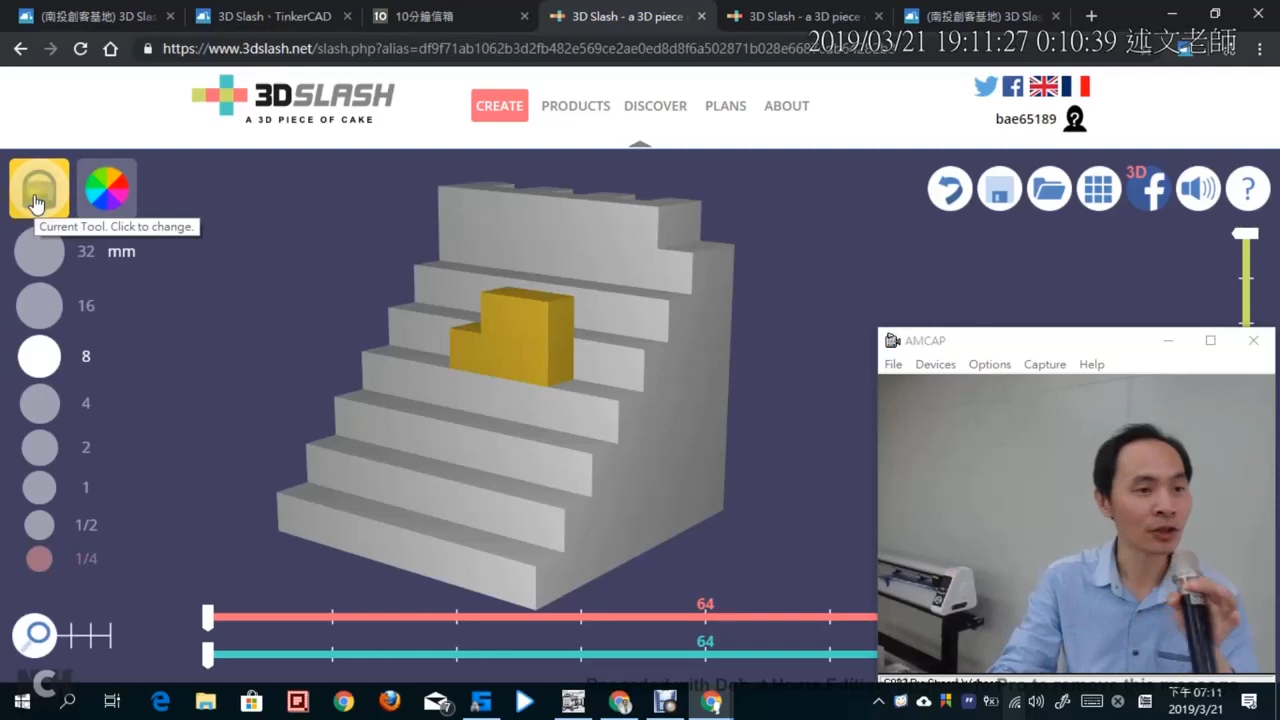 (南投創客基地) 3D Slas
3D Slash、TinkerCAD
10 10分鐘信箱
3D Slash - a 3D piece
3D Slash - a 3D piece
(南投創客基地) 3D Slas
https://www.3dslash.net/slash.php?alias=df9f71ab1062b3d2fb482e569ce2ae0ed8d8f6a502871b028e668
2019/03/21 19:11:27 0:10:39 述文老師
3DSLASH
A 3D PIECE OF CAKE
CREATE
PRODUCTS
DISCOVER
PLANS
ABOUT
bae65189
3D
Current Tool. Click to change.
32 mm
16
8
4
2
1
1/2
1/4
64
64
AMCAP
File Devices Options Capture Help
下午 07:11
2019/3/21